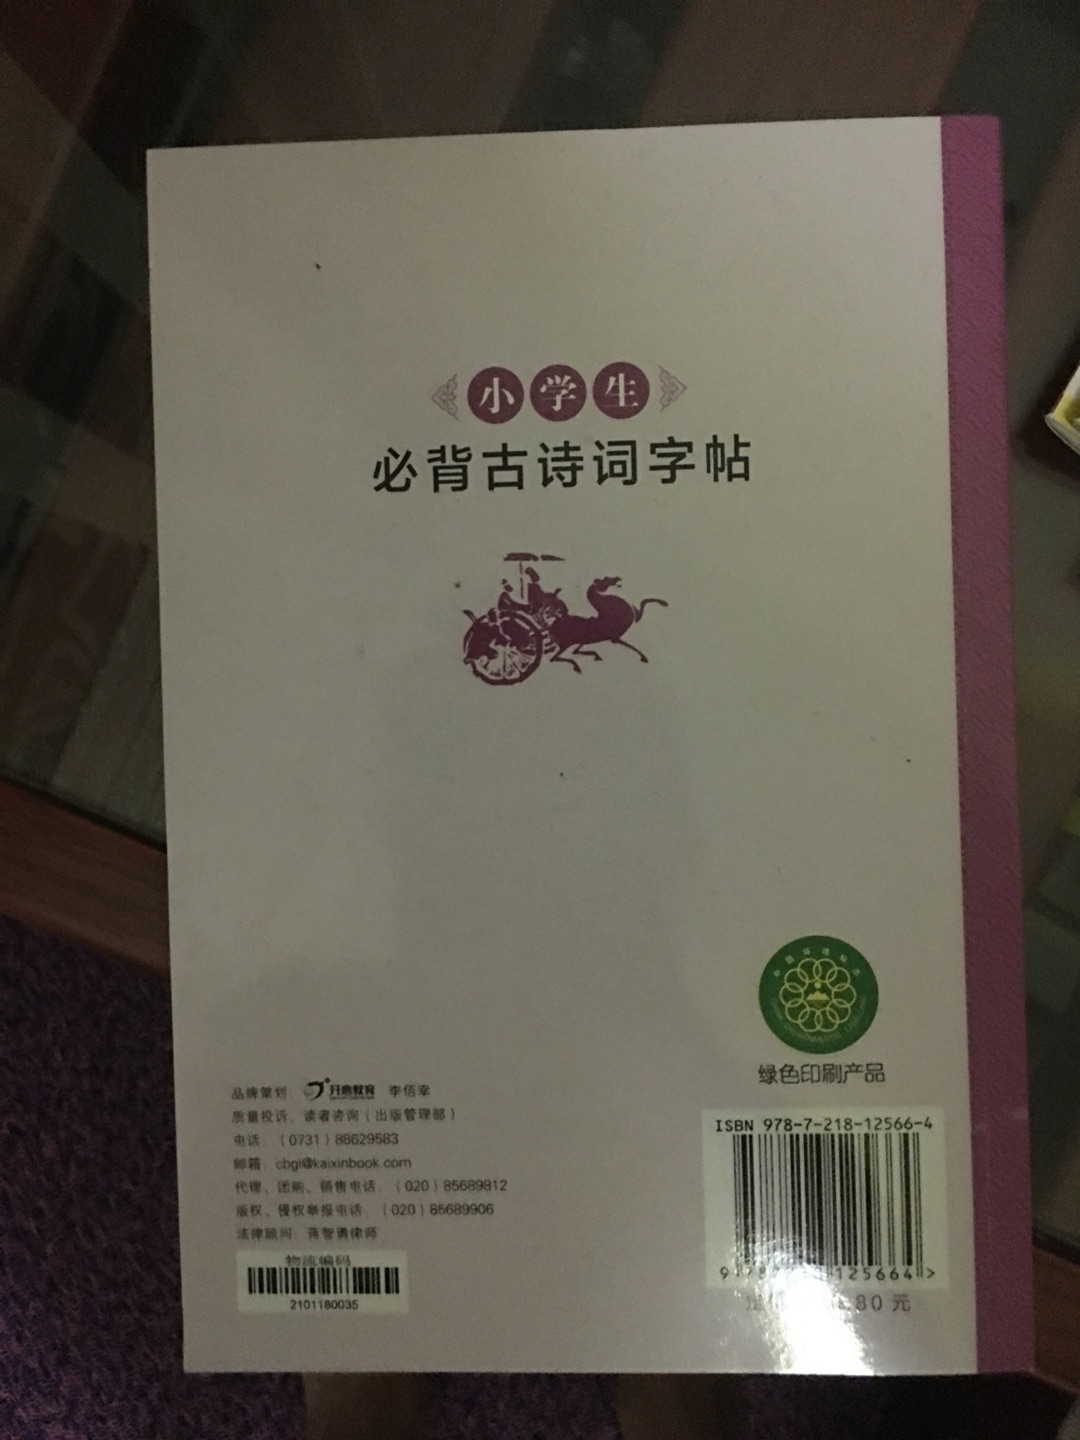 小学生
必背古诗词字帖
绿色印刷产品
品牌策划 开心教育 李佰幸
质量投诉、读者咨询（出版管理部）
电话：（0731）88629583
邮箱：cbgl@kaixinbook.com
代理、团购、销售电话：（020）85689812
版权、侵权举报电话：（020）85689906
法律顾问：蒋智勇律师
物流编码
2101180035
ISBN 978-7-218-12566-4
125664 >
80 元